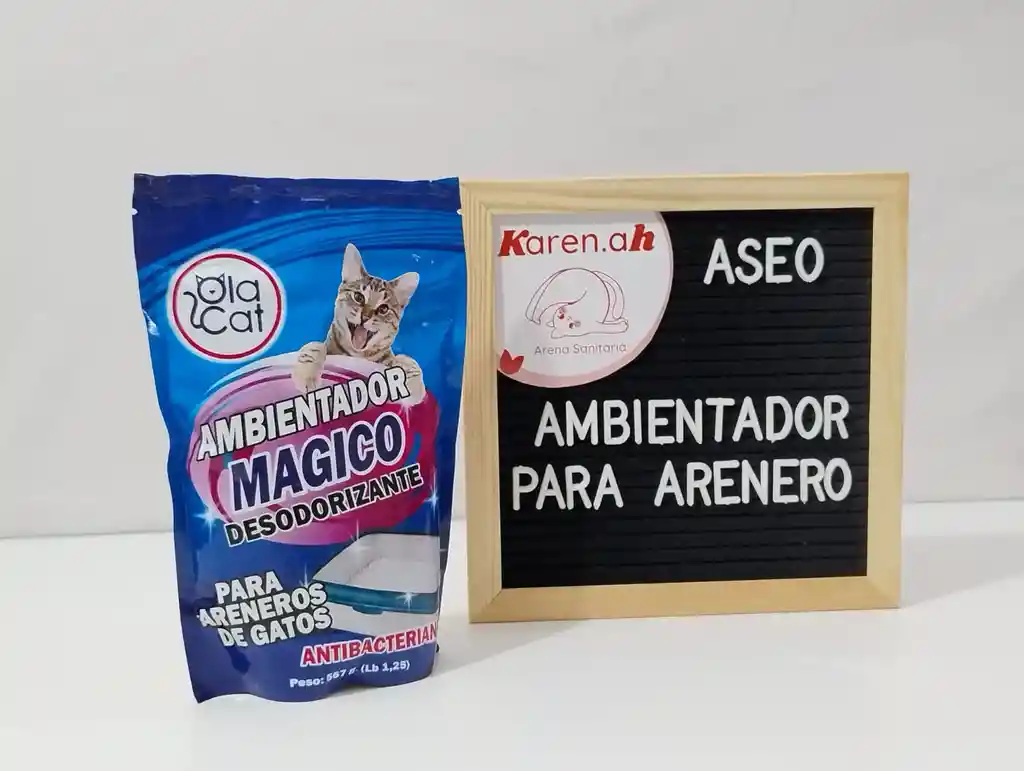 Ola
Cat
AMBIENTADOR
MAGICO
DESODORIZANTE
PARA
ARENEROS
DE GATOS
ANTIBACTERIAN
Peso: 567 g (Lb 1,25)
Karen.ah
Arena Sanitaria
ASEO
AMBIENTADOR
PARA ARENERO